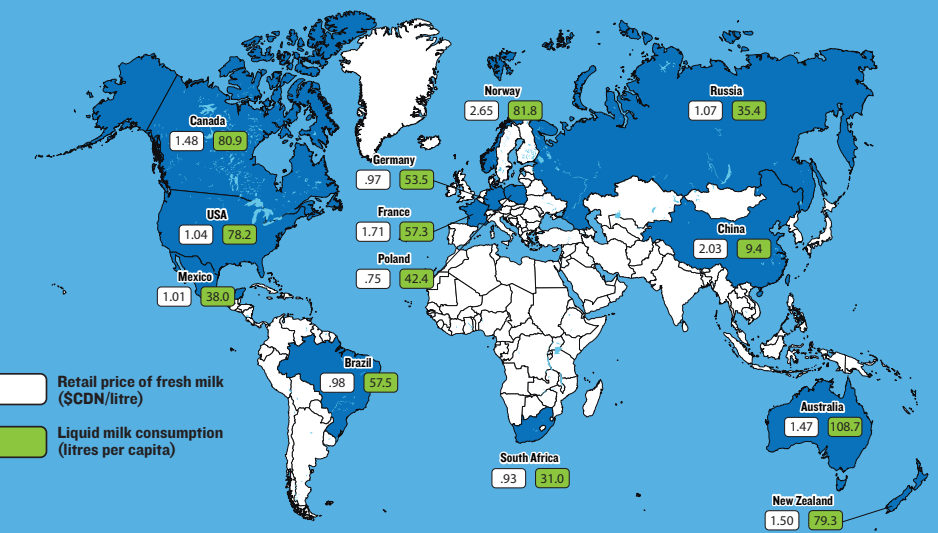 Norway
2.65 81.8
Russia
1.07 35.4
Canada
1.48 80.9
Germany
.97 53.5
USA
1.04 78.2
France
1.71 57.3
China
2.03 9.4
Poland
.75 42.4
Mexico
1.01 38.0
Brazil
.98 57.5
Retail price of fresh milk
($CDN/litre)
Liquid milk consumption
(litres per capita)
Australia
1.47 108.7
South Africa
.93 31.0
New Zealand
1.50 79.3